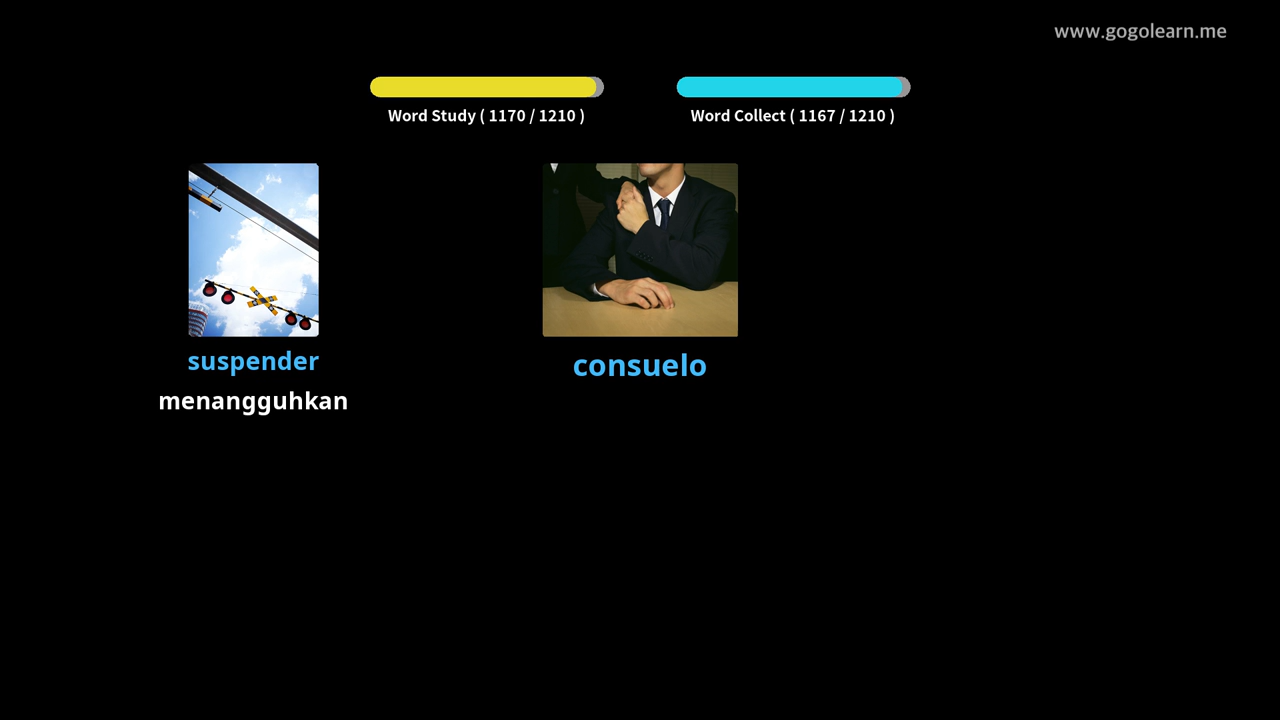 www.gogolearn.me
Word Study ( 1170 / 1210 )
Word Collect ( 1167 / 1210 )
suspender
menangguhkan
consuelo